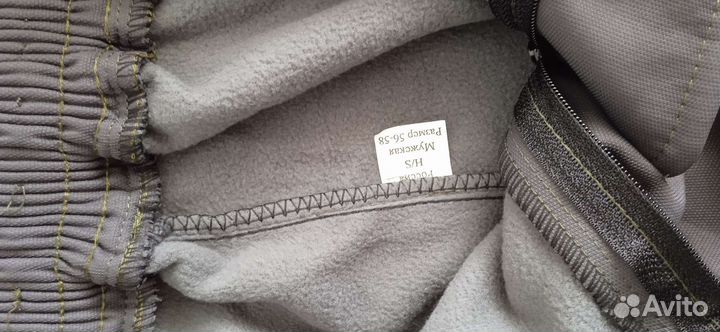 Россия
H/S
Мужская
Размер 56-58
Avito